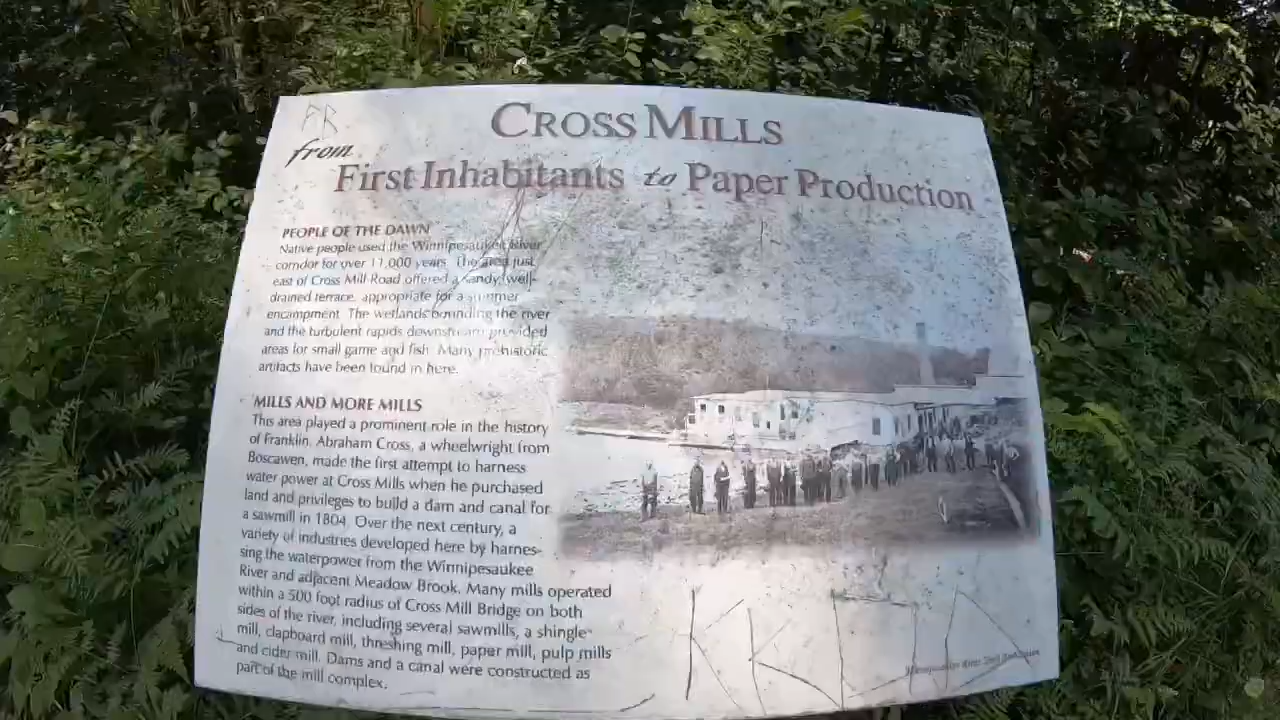 CROSS MILLS
from
First Inhabitants to Paper Production
PEOPLE OF THE DAWN
Native people used the Winnipesaukee River
corridor for over 11,000 years. The area just
east of Cross Mill Road offered a sandy, well-
drained terrace, appropriate for a summer
encampment. The wetlands bounding the river
and the turbulent rapids downstream provided
areas for small game and fish. Many prehistoric
artifacts have been found in here.
MILLS AND MORE MILLS
This area played a prominent role in the history
of Franklin. Abraham Cross, a wheelwright from
Boscawen, made the first attempt to harness
water power at Cross Mills when he purchased
land and privileges to build a dam and canal for
a sawmill in 1804. Over the next century, a
variety of industries developed here by harnes-
sing the waterpower from the Winnipesaukee
River and adjacent Meadow Brook. Many mills operated
within a 500 foot radius of Cross Mill Bridge on both
sides of the river, including several sawmills, a shingle
mill, clapboard mill, threshing mill, paper mill, pulp mills
and cider mill. Dams and a canal were constructed as
part of the mill complex.
Winnipesaukee River Trail Association